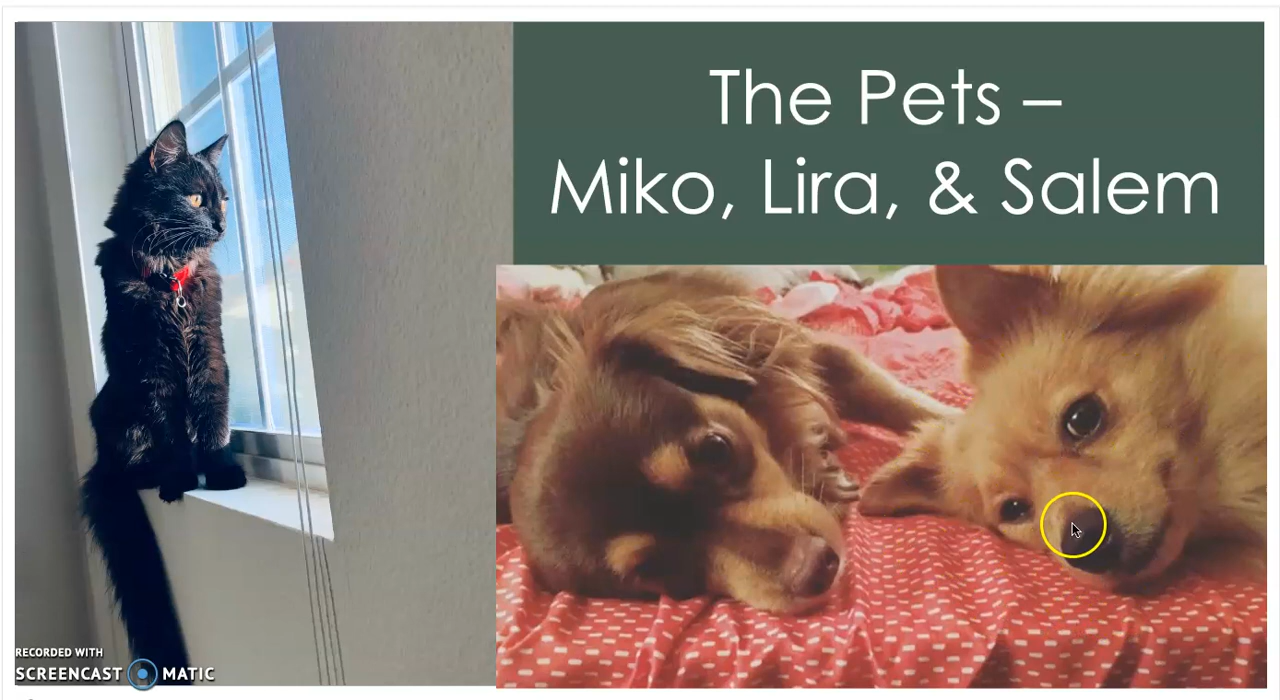 The Pets –
Miko, Lira, & Salem
RECORDED WITH
SCREENCAST MATIC